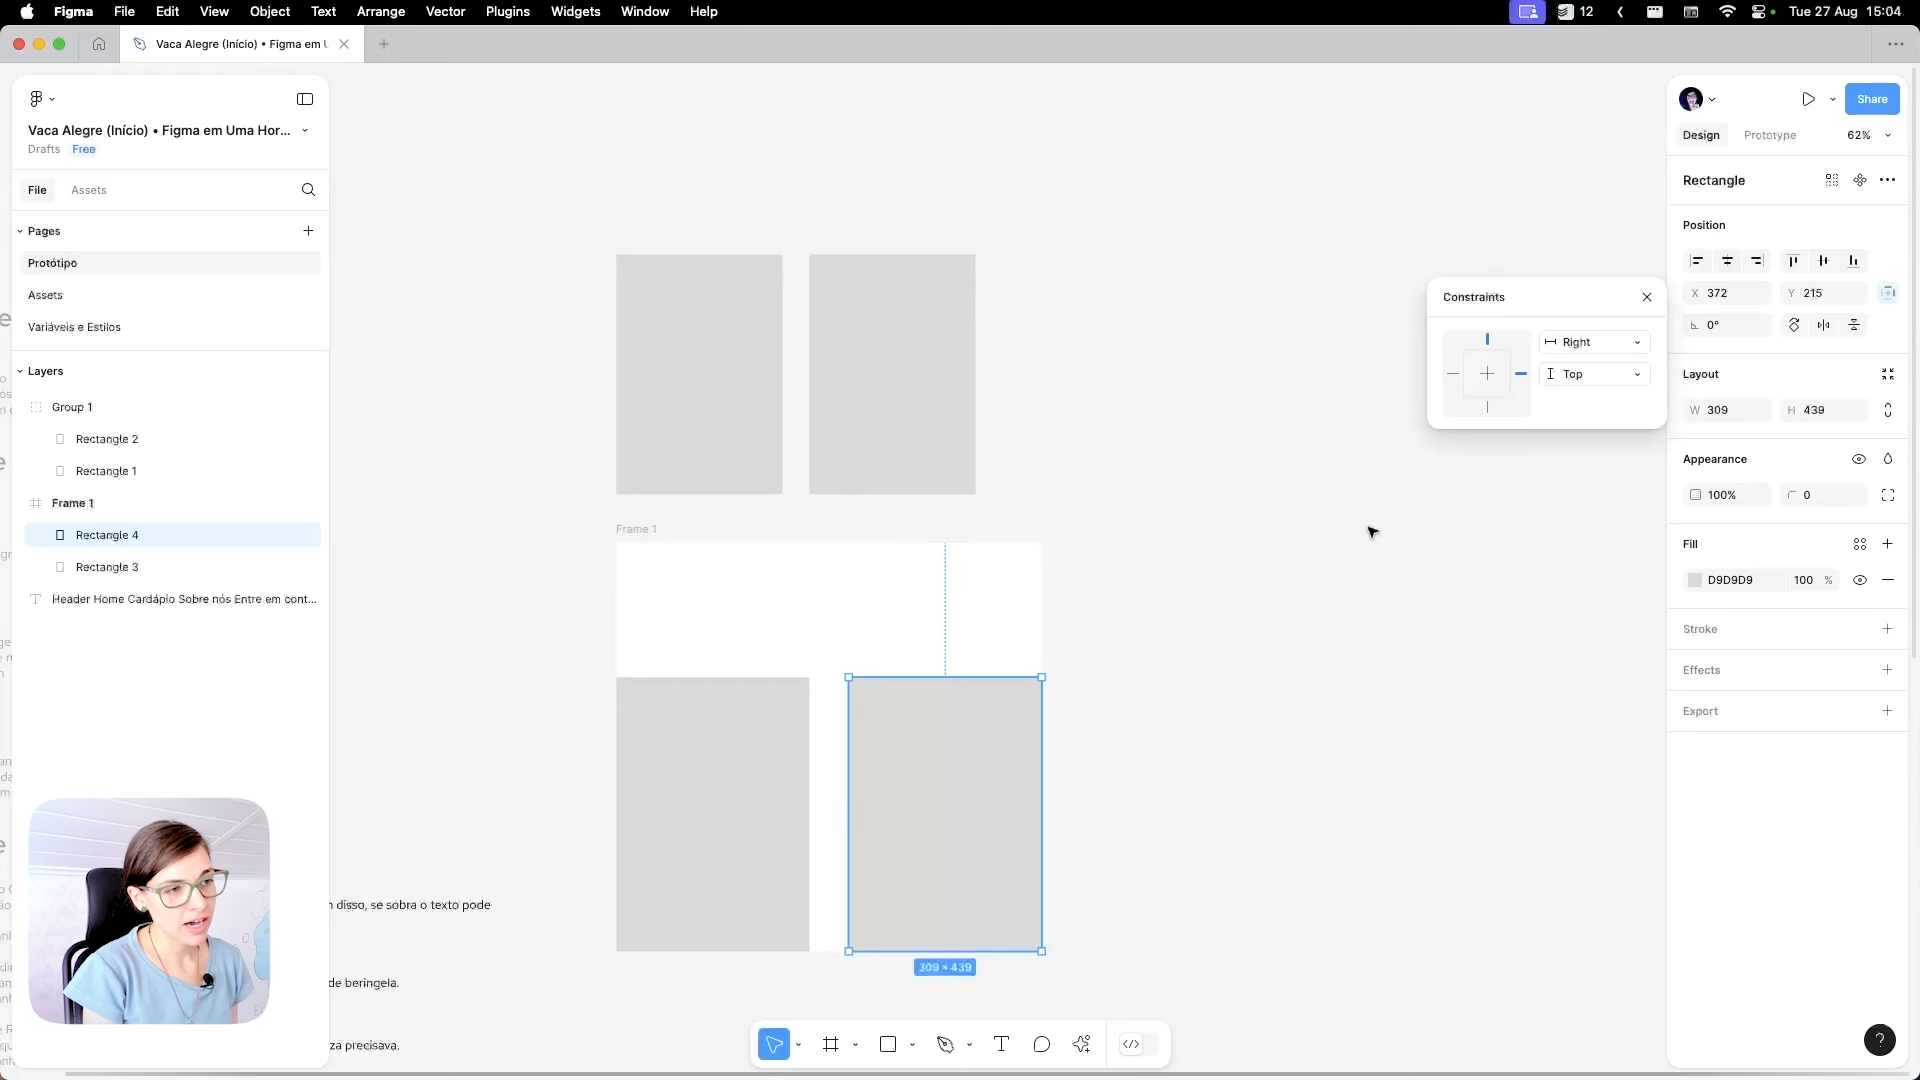 Figma File Edit View Object Text Arrange Vector Plugins Widgets Window Help
12
Tue 27 Aug 15:04
Vaca Alegre (Início) • Figma em U
Vaca Alegre (Início) • Figma em Uma Hor...
Drafts Free
File Assets
Pages
Protótipo
Assets
Variáveis e Estilos
Layers
Group 1
Rectangle 2
Rectangle 1
Frame 1
Rectangle 4
Rectangle 3
Header Home Cardápio Sobre nós Entre em cont...
disso, se sobra o texto pode
de beringela.
za precisava.
Frame 1
309 × 439
Constraints
Right
Top
Share
Design Prototype 62%
Rectangle
Position
X 372 Y 215
0°
Layout
W 309 H 439
Appearance
100% 0
Fill
D9D9D9 100 %
Stroke
Effects
Export
?